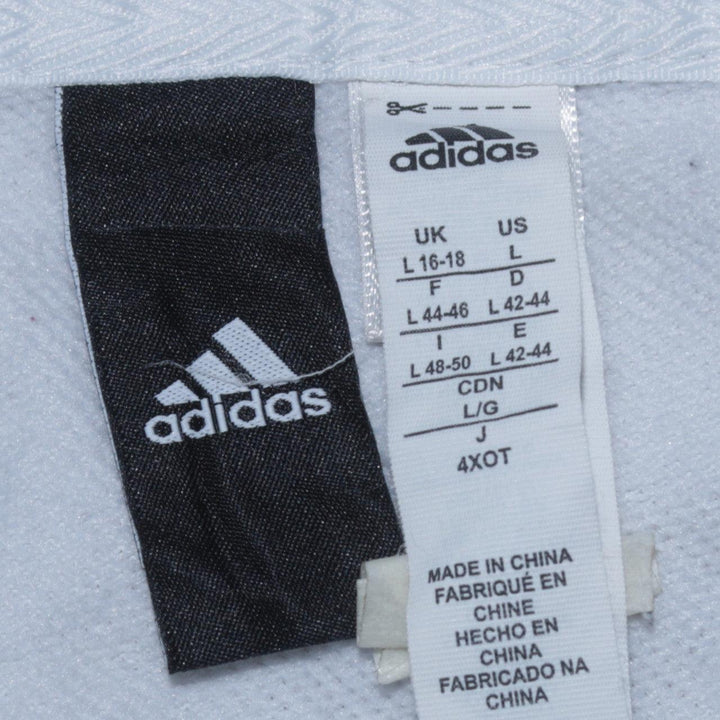 adidas
adidas
UK US
L 16-18 L
F D
L 44-46 L 42-44
I E
L 48-50 L 42-44
CDN
L/G
J
4XOT
MADE IN CHINA
FABRIQUÉ EN
CHINE
HECHO EN
CHINA
FABRICADO NA
CHINA